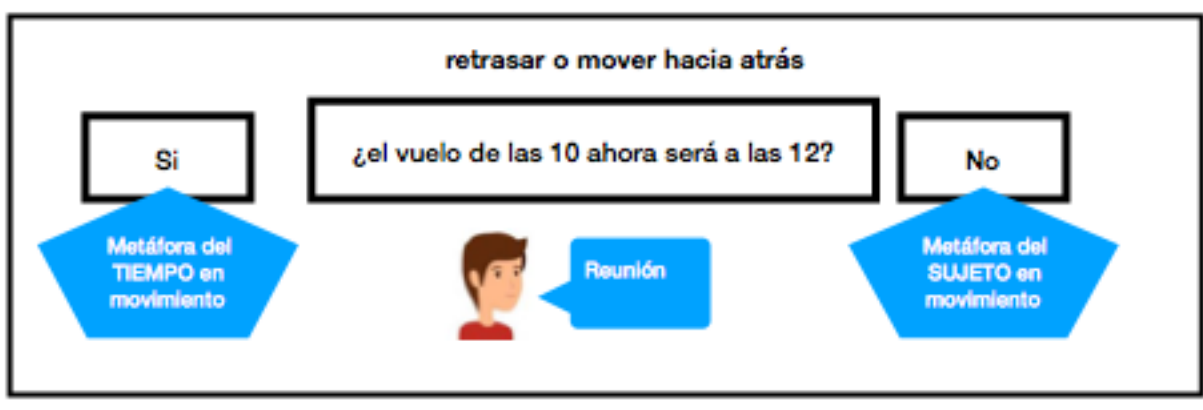 retrasar o mover hacia atrás
Si
¿el vuelo de las 10 ahora será a las 12?
No
Metáfora del
TIEMPO en
movimiento
Reunión
Metáfora del
SUJETO en
movimiento